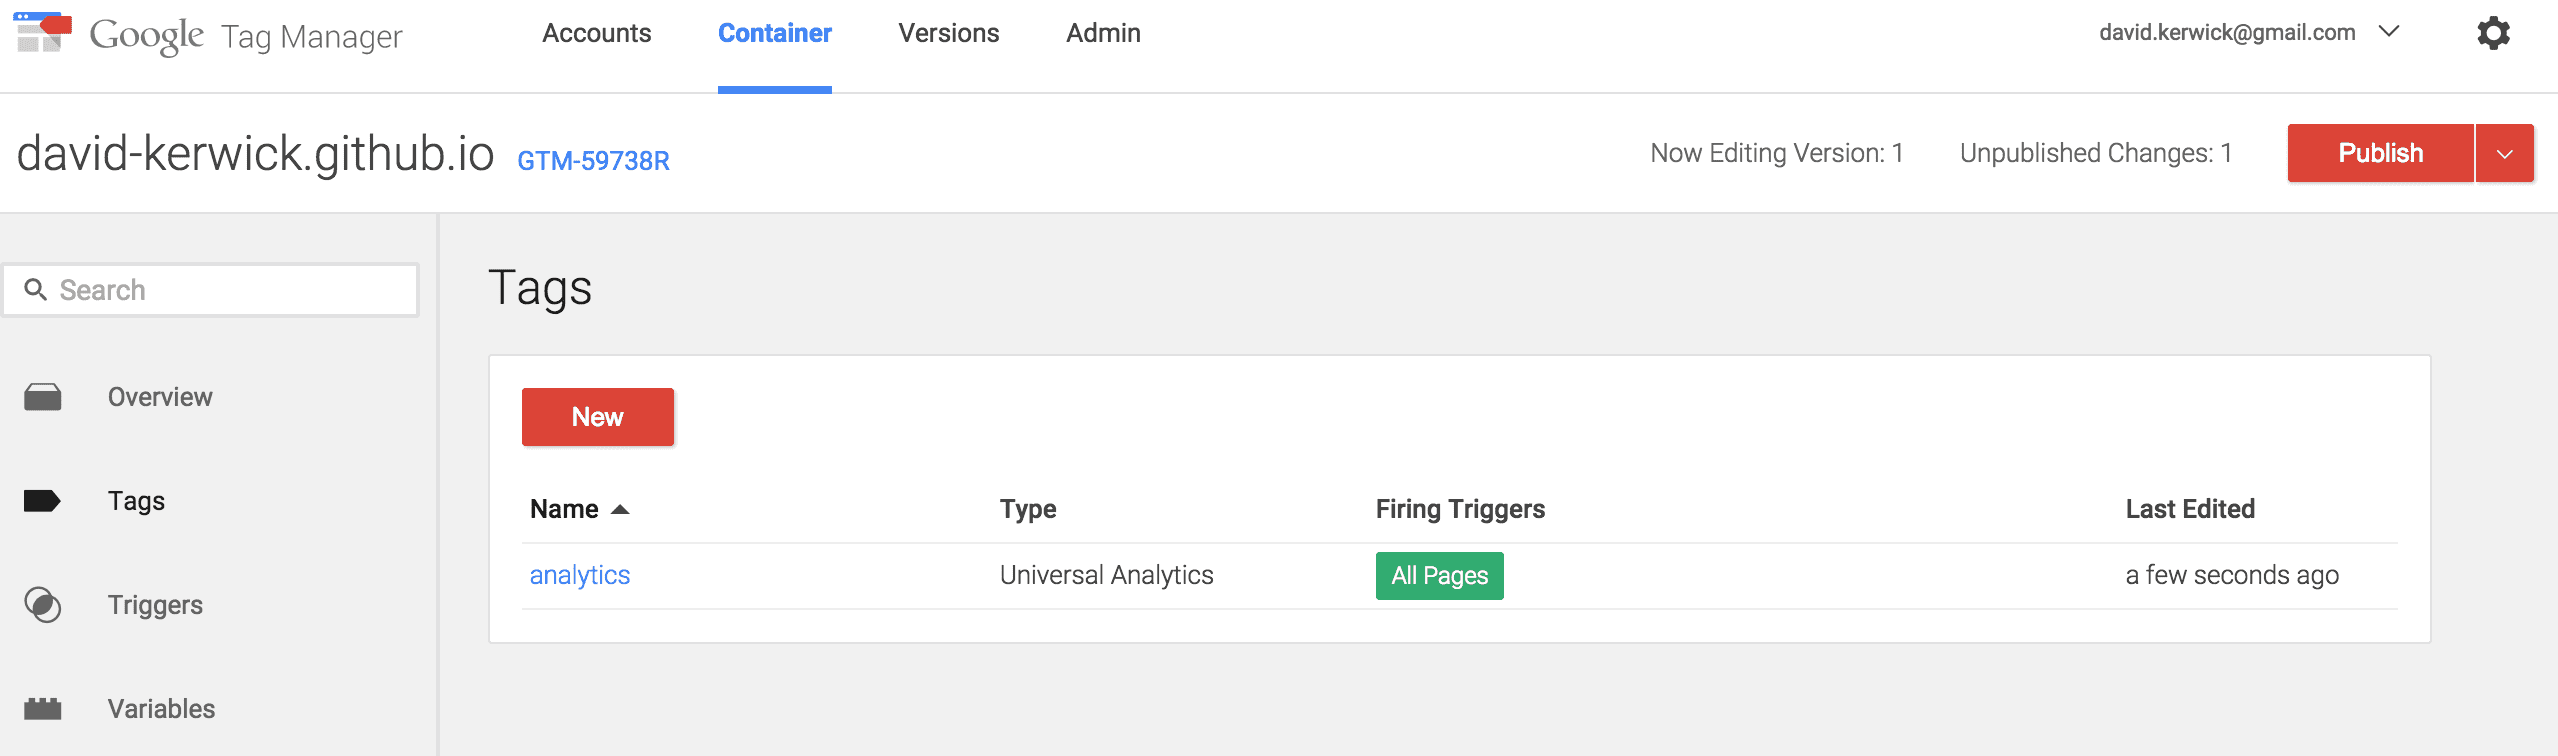 Google Tag Manager Accounts Container Versions Admin david.kerwick@gmail.com
david-kerwick.github.io GTM-59738R Now Editing Version: 1 Unpublished Changes: 1 Publish
Search
Overview
Tags
Triggers
Variables
Tags
New
Name Type Firing Triggers Last Edited
analytics Universal Analytics All Pages a few seconds ago